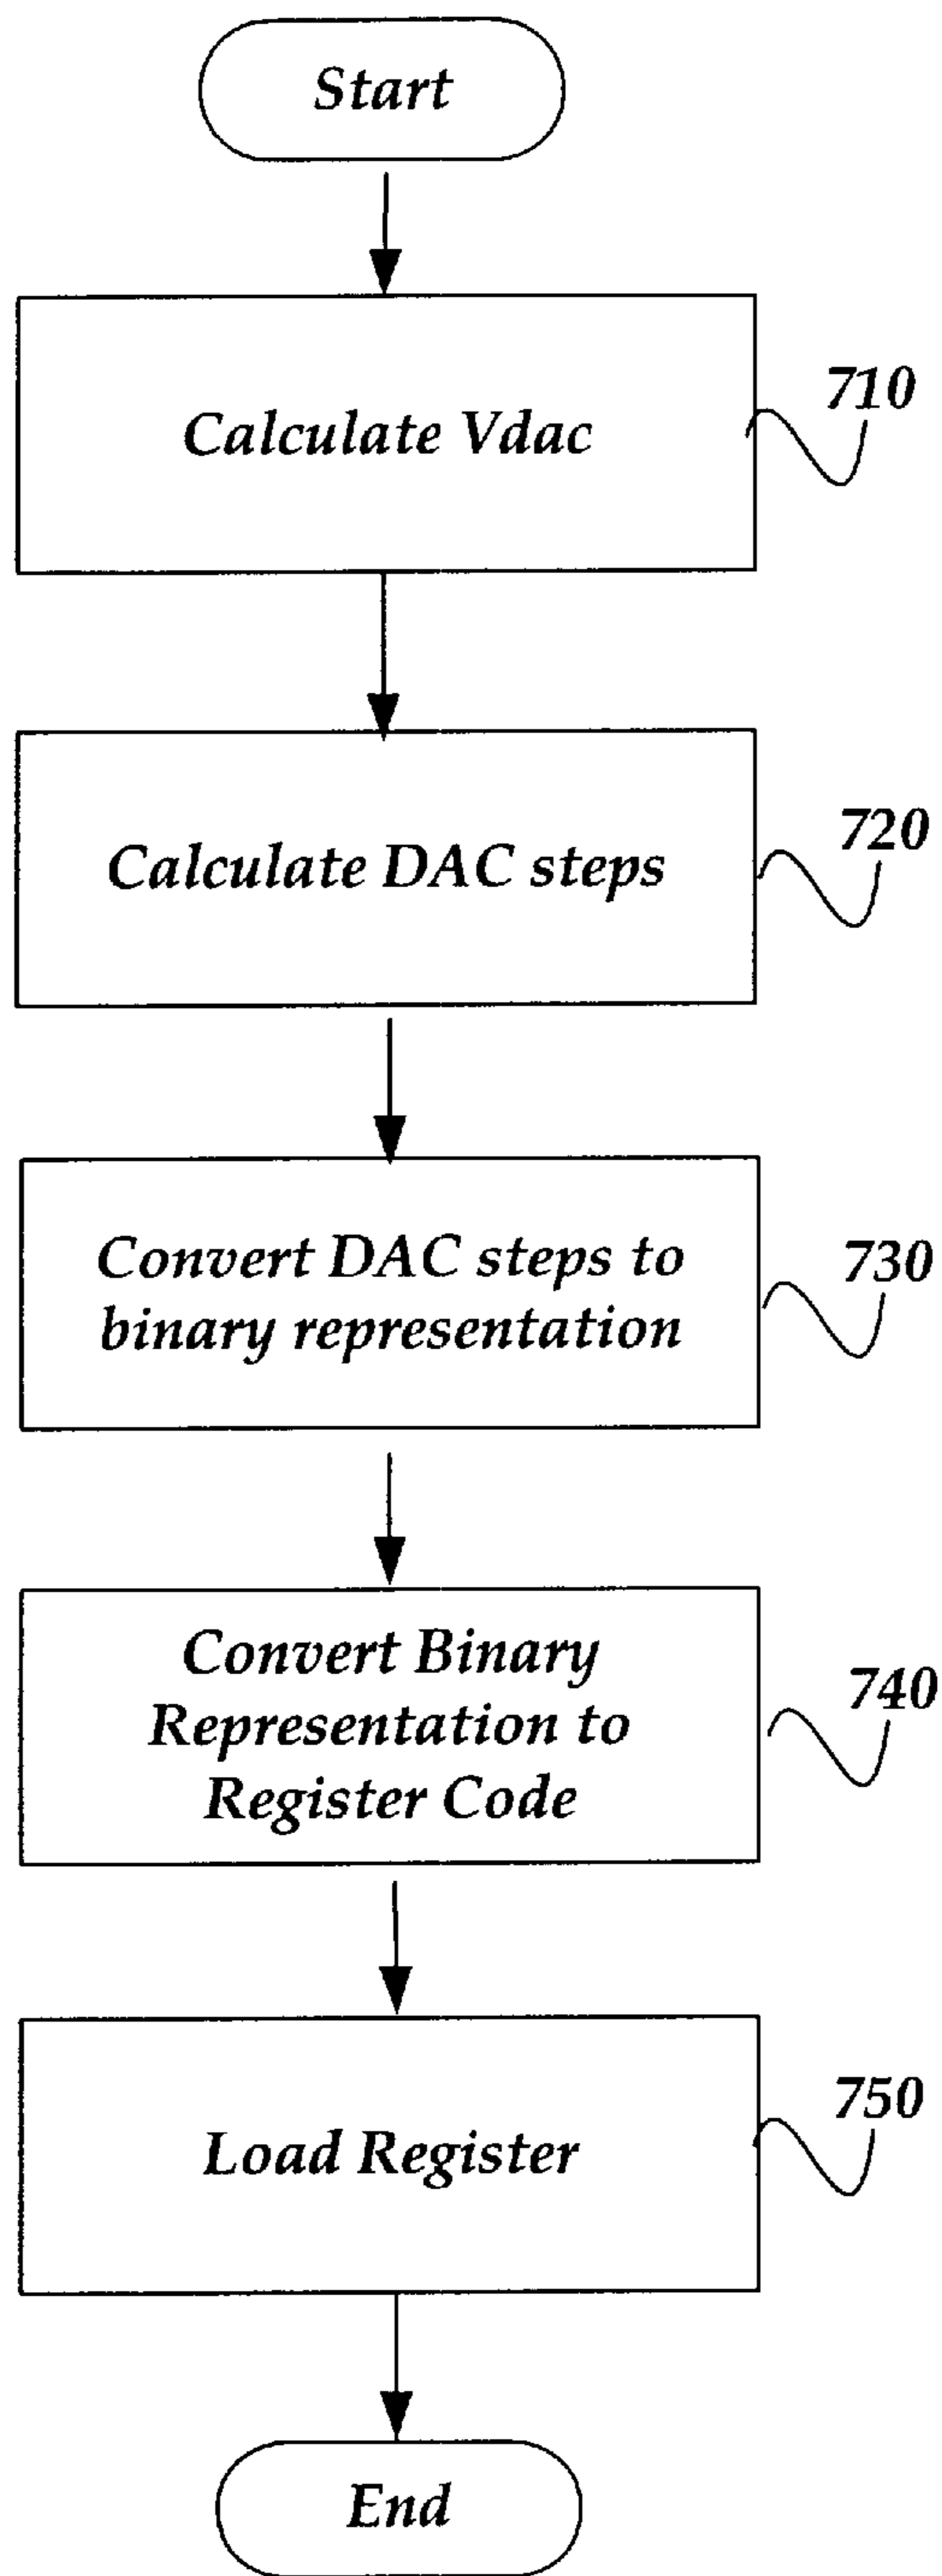 Start
710
Calculate Vdac
720
Calculate DAC steps
730
Convert DAC steps to
binary representation
740
Convert Binary
Representation to
Register Code
750
Load Register
End